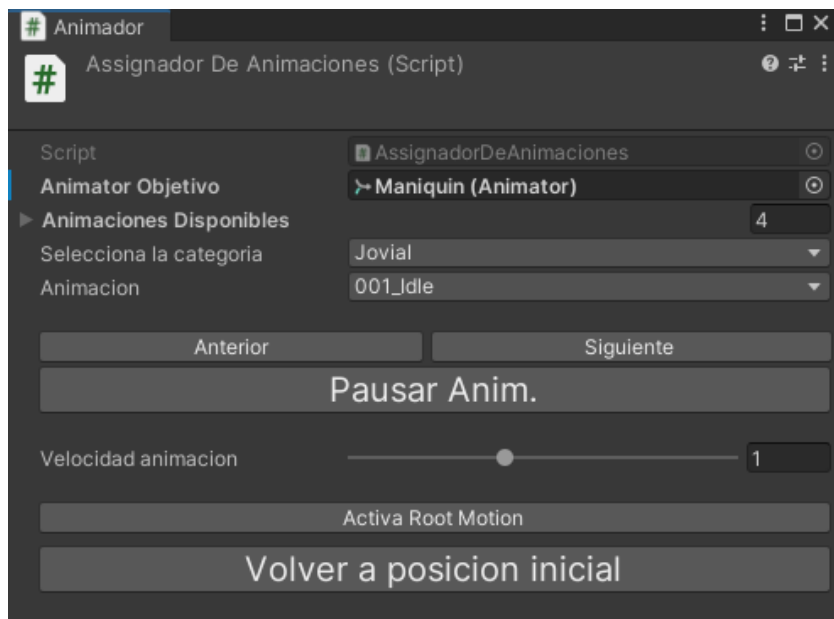 # Animador
# Assignador De Animaciones (Script)
Script # AssignadorDeAnimaciones
Animator Objetivo Maniquin (Animator)
Animaciones Disponibles 4
Selecciona la categoria Jovial
Animacion 001_Idle
Anterior Siguiente
Pausar Anim.
Velocidad animacion 1
Activa Root Motion
Volver a posicion inicial